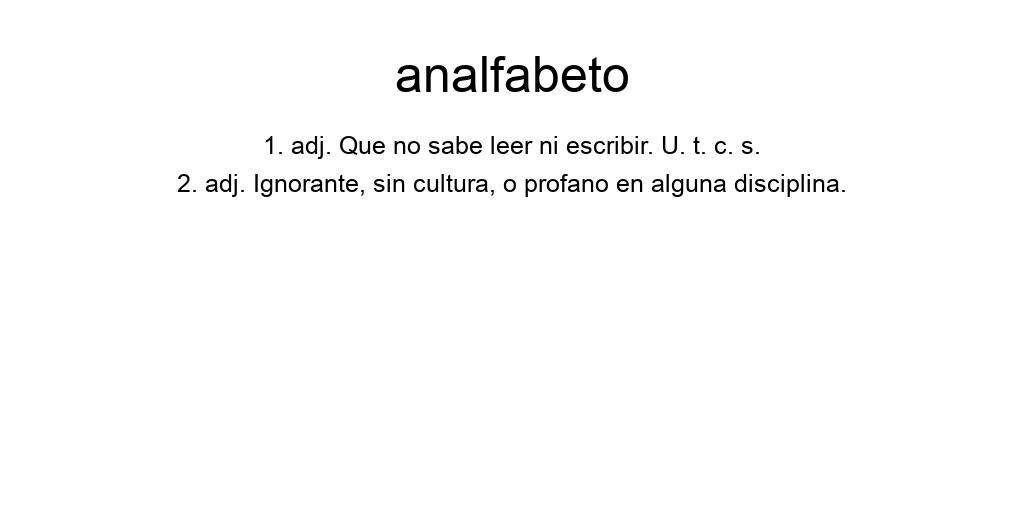 analfabeto
1. adj. Que no sabe leer ni escribir. U. t. c. s.
2. adj. Ignorante, sin cultura, o profano en alguna disciplina.